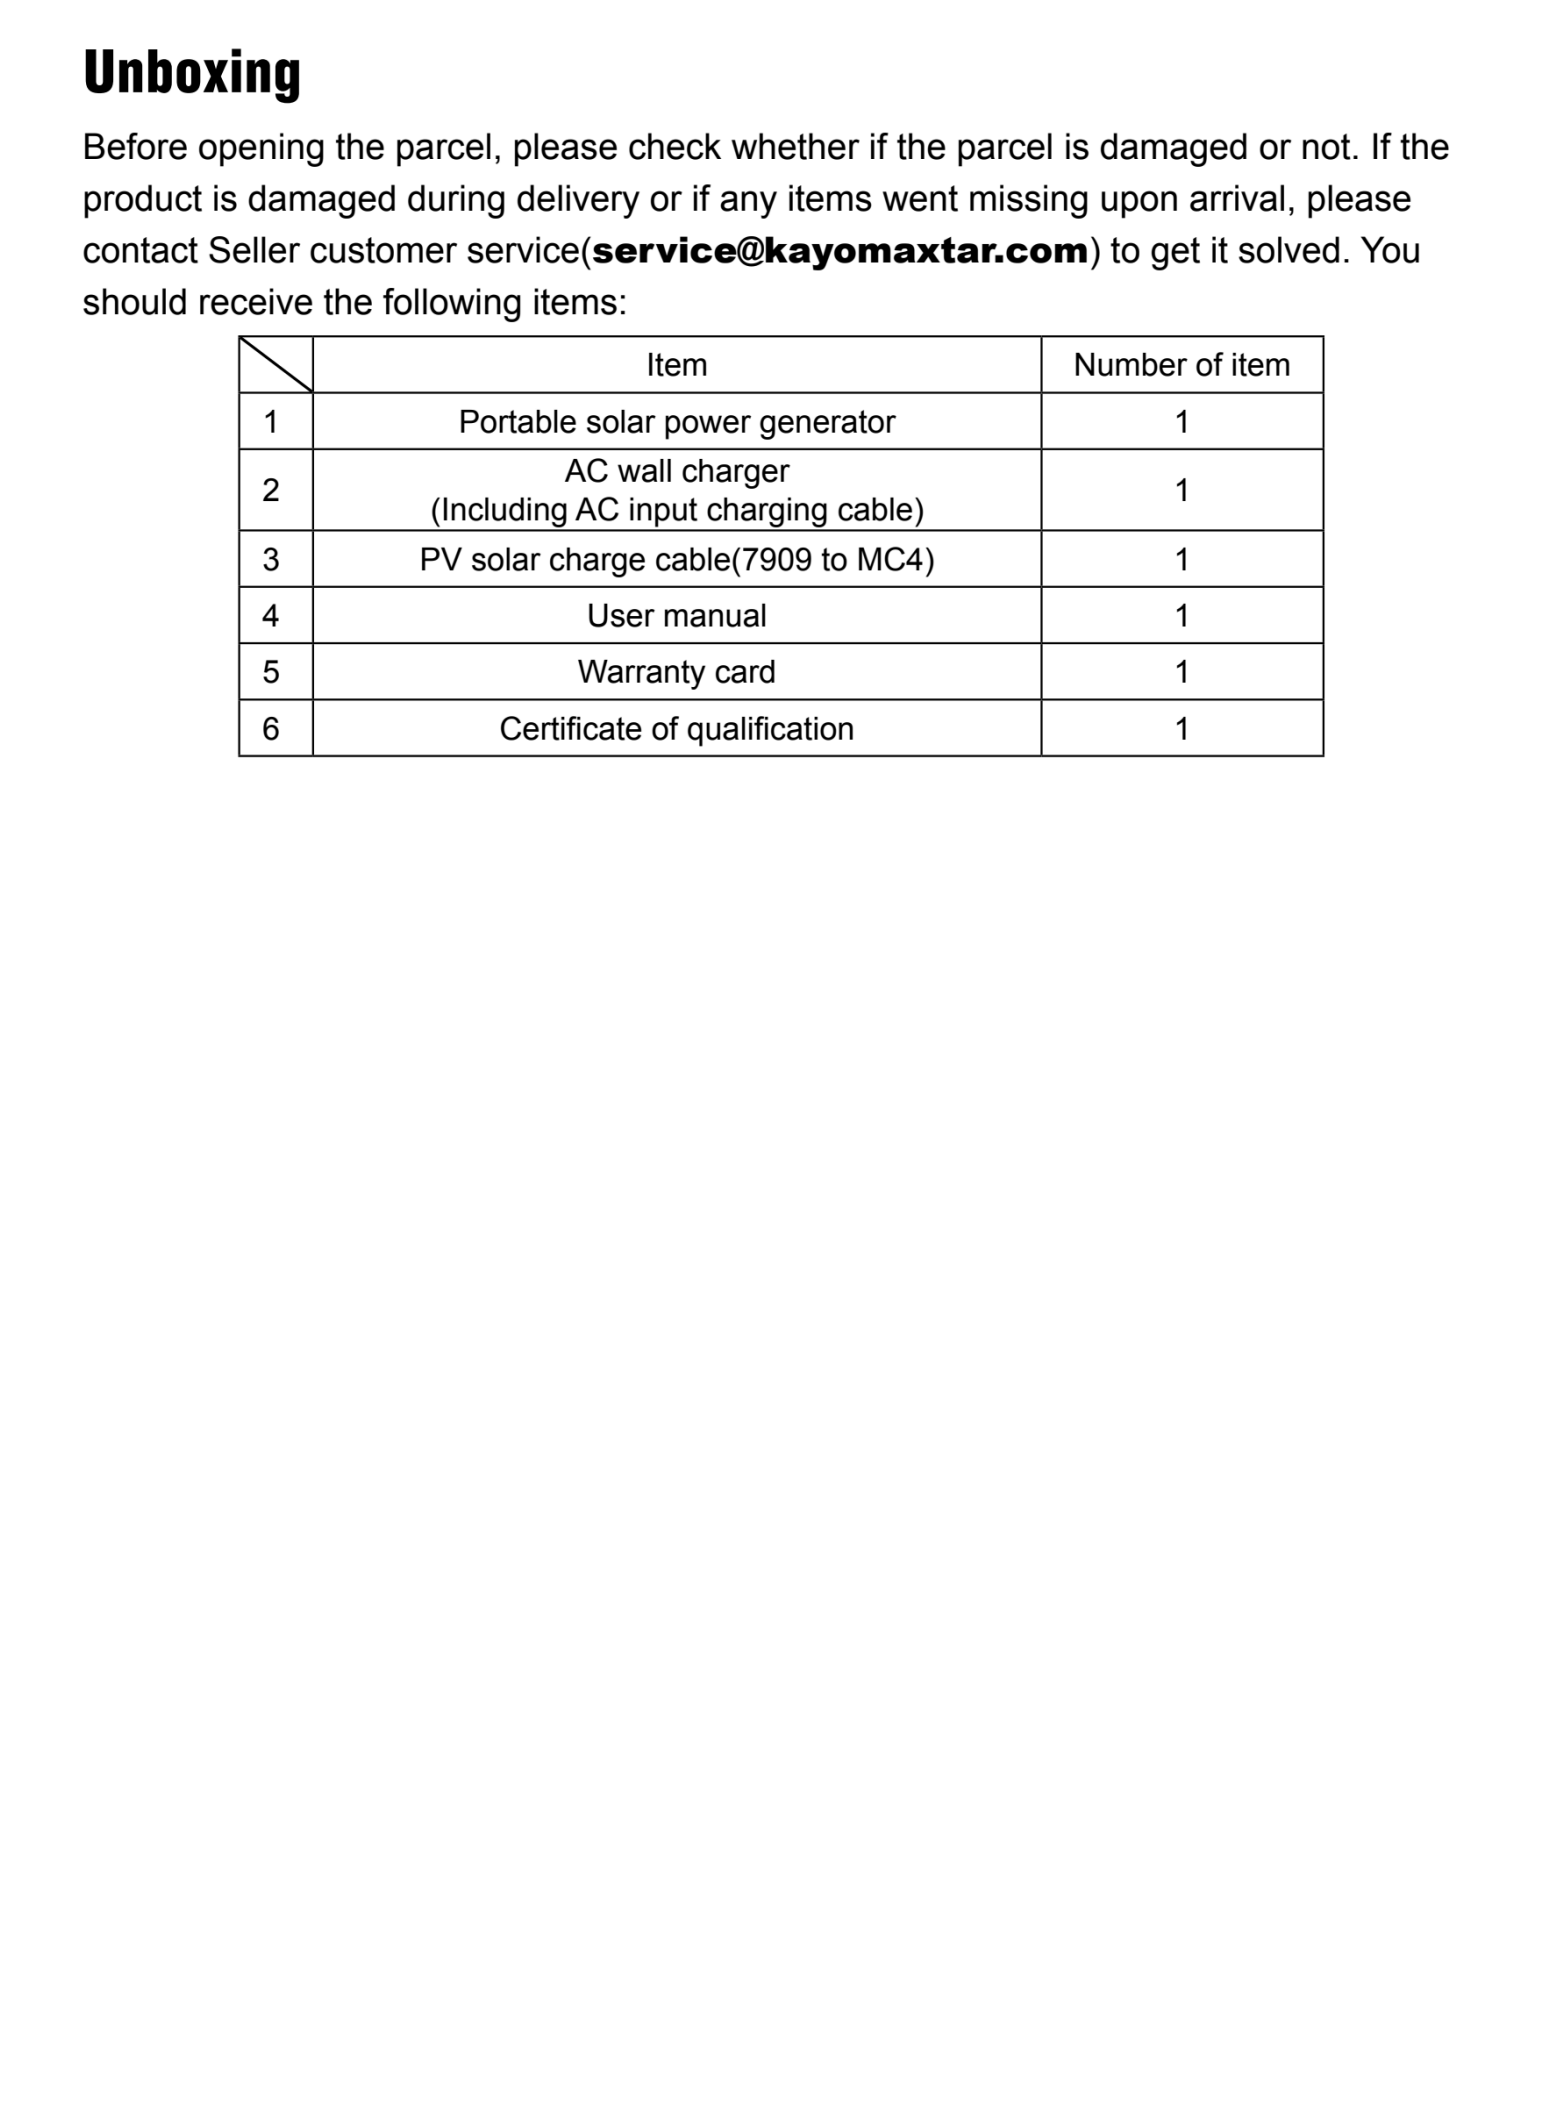 Unboxing
Before opening the parcel, please check whether if the parcel is damaged or not. If the
product is damaged during delivery or if any items went missing upon arrival, please
contact Seller customer service(service@kayomaxtar.com) to get it solved. You
should receive the following items:
Item Number of item
1 Portable solar power generator 1
2 AC wall charger
(Including AC input charging cable) 1
3 PV solar charge cable(7909 to MC4) 1
4 User manual 1
5 Warranty card 1
6 Certificate of qualification 1